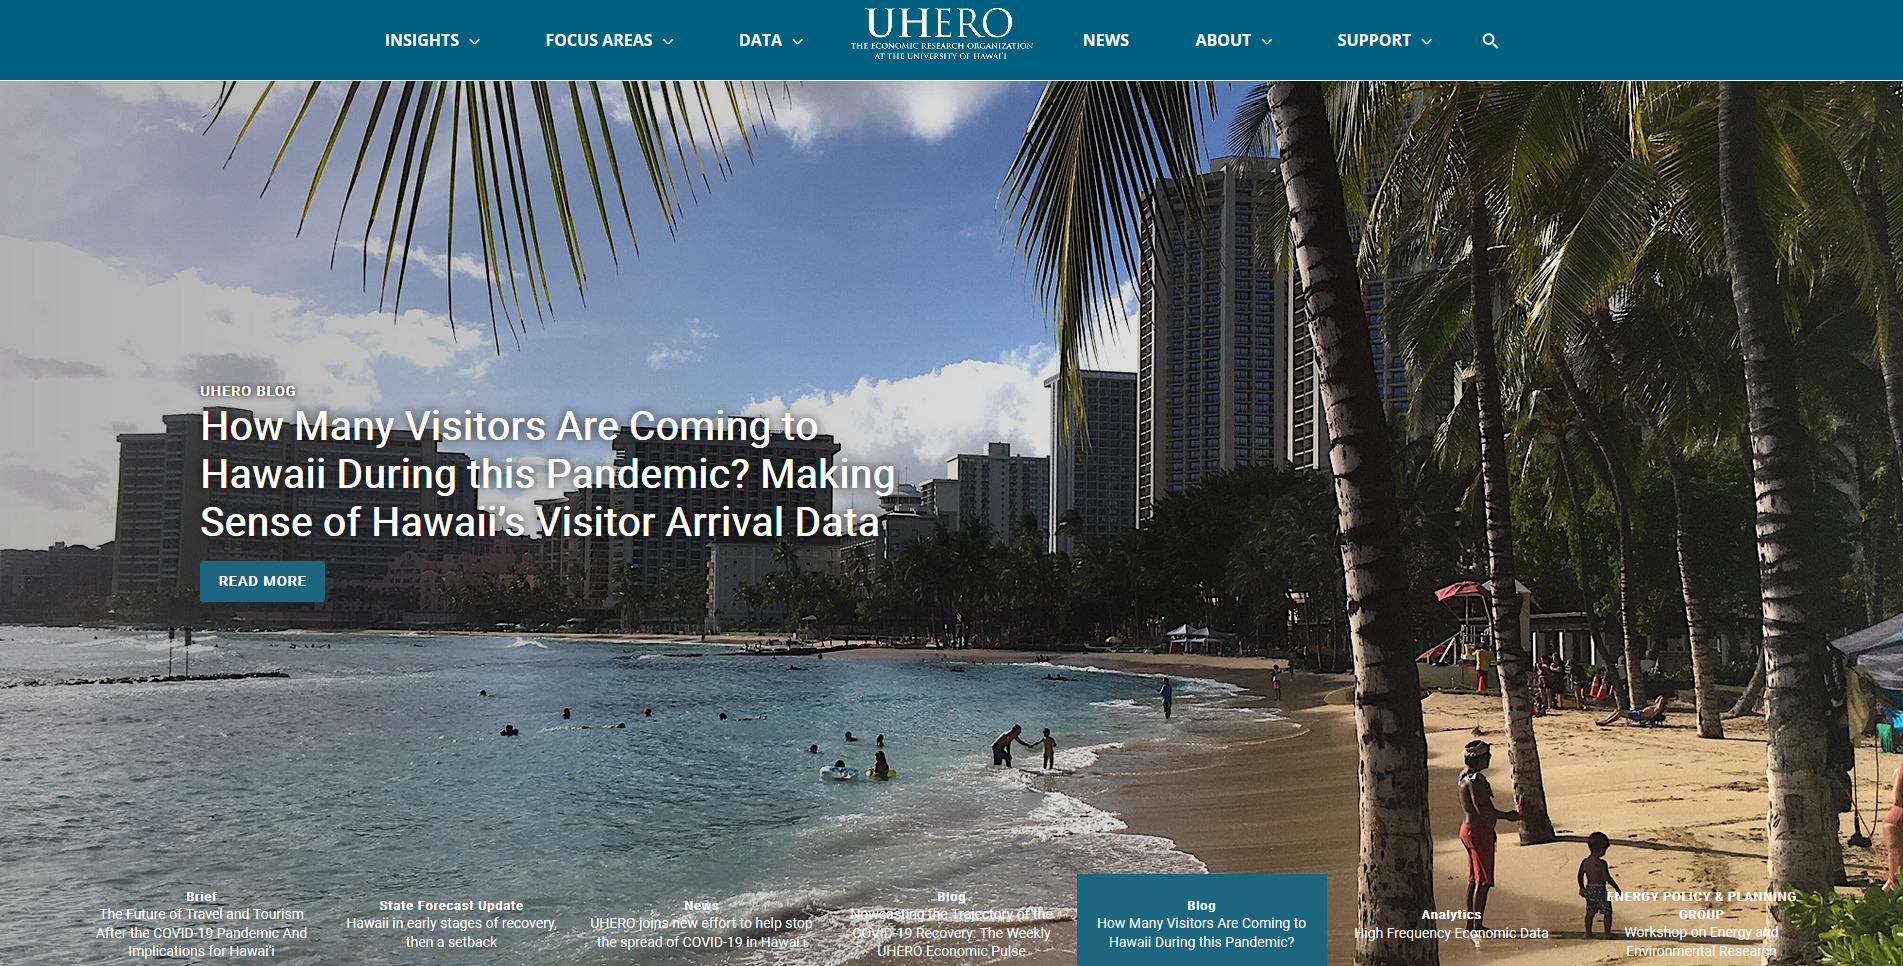 INSIGHTS
FOCUS AREAS
DATA
UHERO
THE ECONOMIC RESEARCH ORGANIZATION
AT THE UNIVERSITY OF HAWAI'I
NEWS
ABOUT
SUPPORT
UHERO BLOG
How Many Visitors Are Coming to
Hawaii During this Pandemic? Making
Sense of Hawaii’s Visitor Arrival Data
READ MORE
Brief
The Future of Travel and Tourism
After the COVID-19 Pandemic And
Implications for Hawai‘i
State Forecast Update
Hawaii in early stages of recovery,
then a setback
News
UHERO joins new effort to help stop
the spread of COVID-19 in Hawai‘i
Blog
Nowcasting the Trajectory of the
COVID-19 Recovery: The Weekly
UHERO Economic Pulse
Blog
How Many Visitors Are Coming to
Hawaii During this Pandemic?
Analytics
High Frequency Economic Data
ENERGY POLICY & PLANNING
GROUP
Workshop on Energy and
Environmental Research